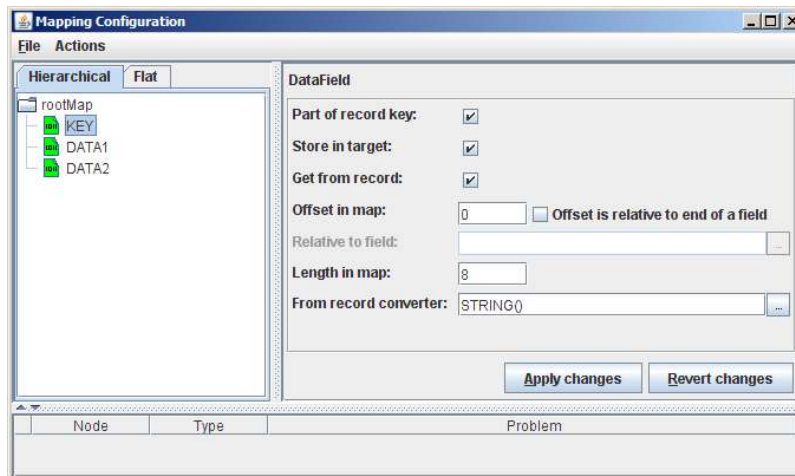 Mapping Configuration
File Actions
Hierarchical Flat
rootMap
KEY
DATA1
DATA2
DataField
Part of record key:
Store in target:
Get from record:
Offset in map: 0 Offset is relative to end of a field
Relative to field: ...
Length in map: 8
From record converter: STRING() ...
Apply changes Revert changes
Node Type Problem